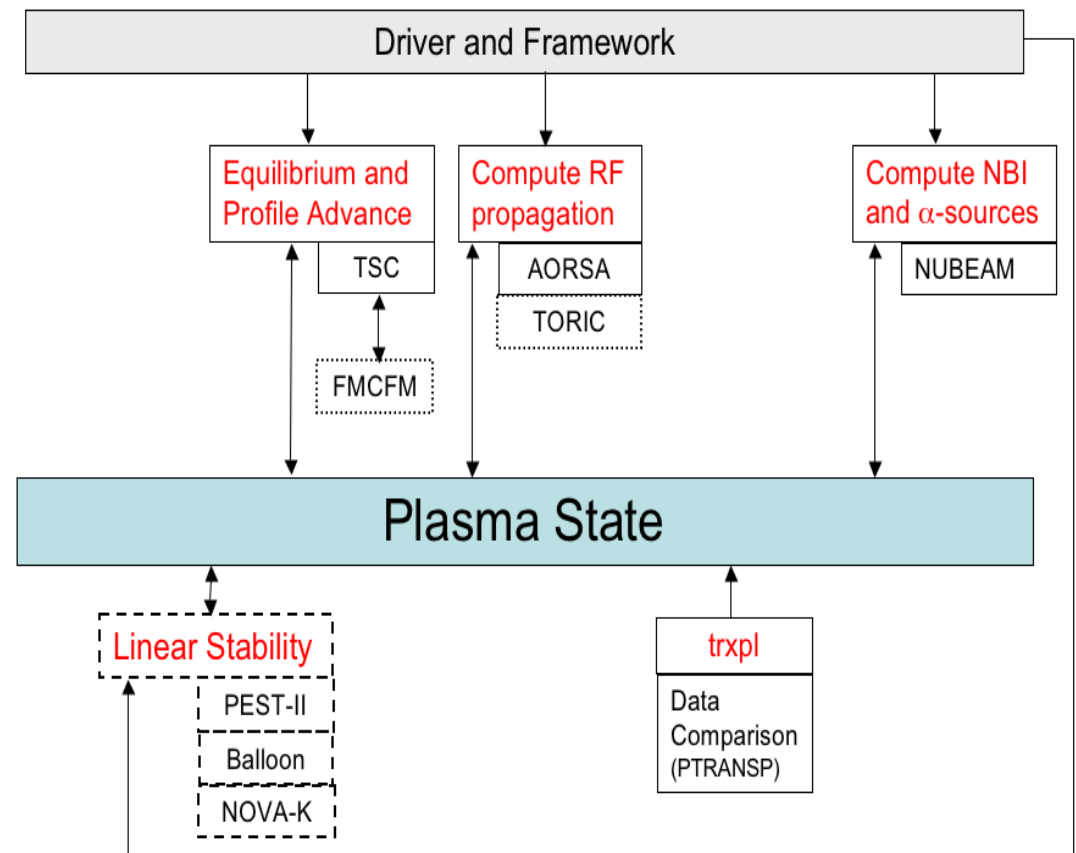 Driver and Framework
Equilibrium and
Profile Advance
TSC
FMCFM
Compute RF
propagation
AORSA
TORIC
Compute NBI
and α-sources
NUBEAM
Plasma State
Linear Stability
PEST-II
Balloon
NOVA-K
trxpl
Data
Comparison
(PTRANSP)